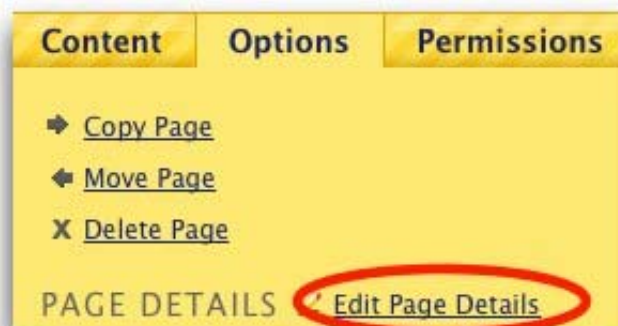 Content Options Permissions
Copy Page
Move Page
X Delete Page
PAGE DETAILS Edit Page Details